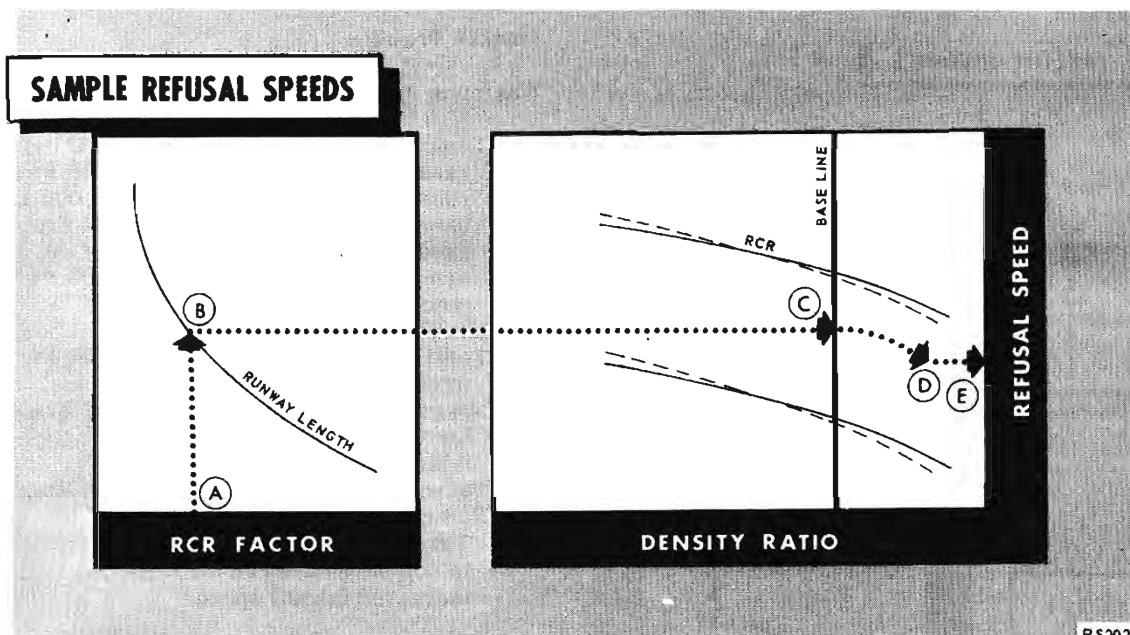 SAMPLE REFUSAL SPEEDS
B
RUNWAY LENGTH
A
RCR FACTOR
RCR
BASE LINE
C
D
E
DENSITY RATIO
REFUSAL SPEED